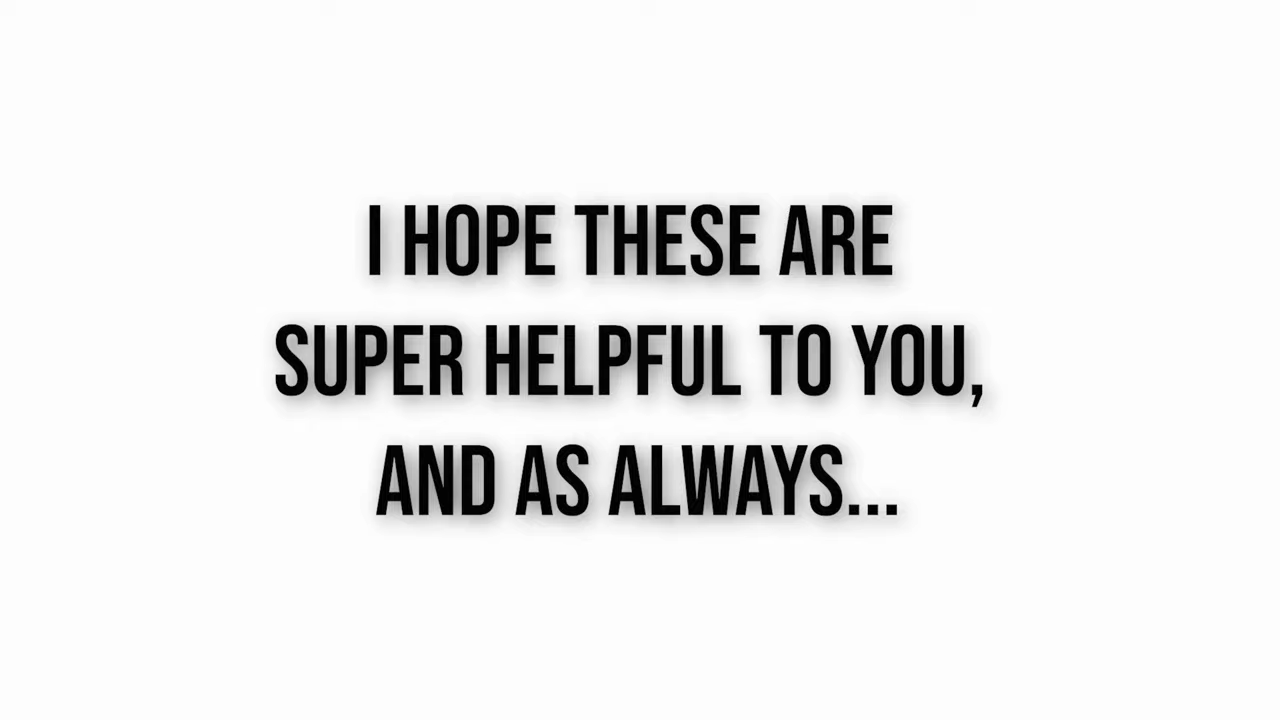 I HOPE THESE ARE
SUPER HELPFUL TO YOU,
AND AS ALWAYS...